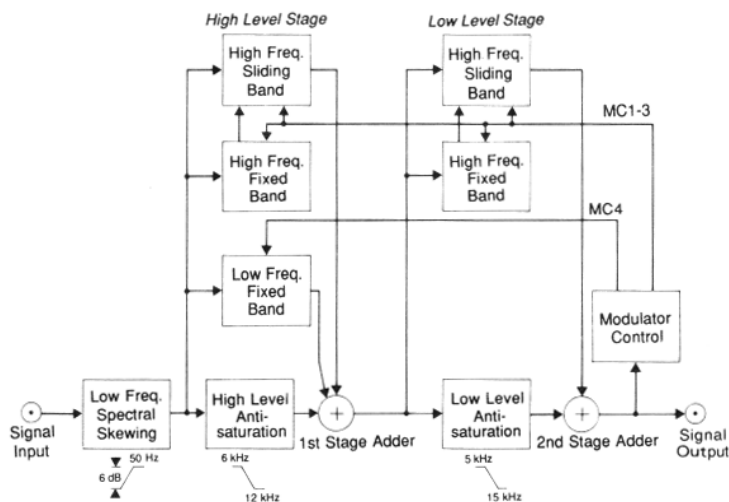 High Level Stage
Low Level Stage
High Freq.
Sliding
Band
High Freq.
Sliding
Band
MC1-3
High Freq.
Fixed
Band
High Freq.
Fixed
Band
MC4
Low Freq.
Fixed
Band
Modulator
Control
Low Freq.
Spectral
Skewing
High Level
Anti-
saturation
+
Low Level
Anti-
saturation
+
Signal
Input
1st Stage Adder
2nd Stage Adder
Signal
Output
50 Hz
6 dB
6 kHz
12 kHz
5 kHz
15 kHz